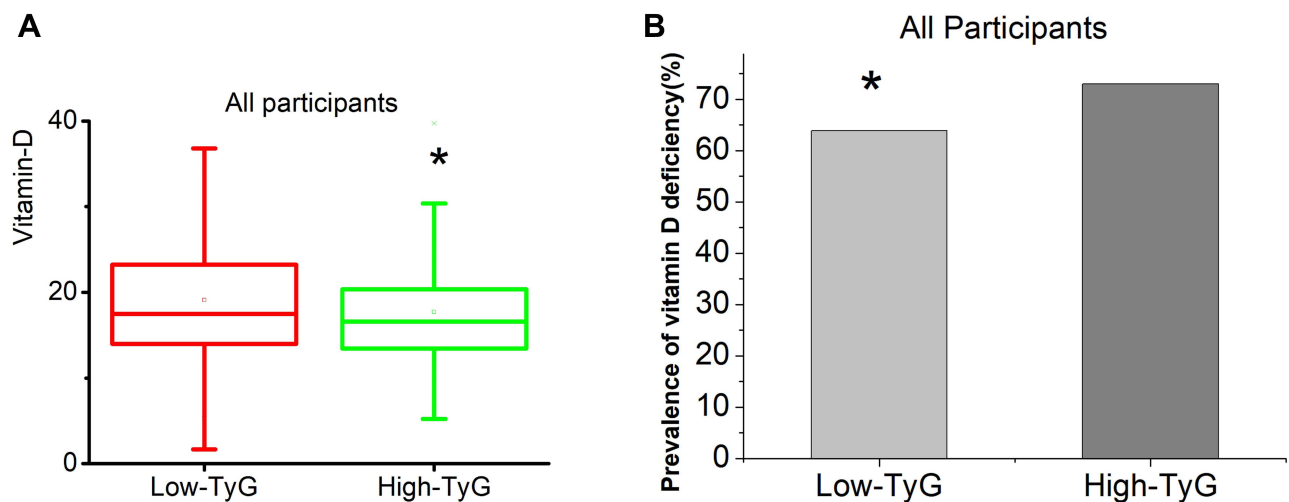 A
All participants
Vitamin-D
40
20
0
*
Low-TyG
High-TyG
B
All Participants
Prevalence of vitamin D deficiency(%)
70
60
50
40
30
20
10
0
*
Low-TyG
High-TyG